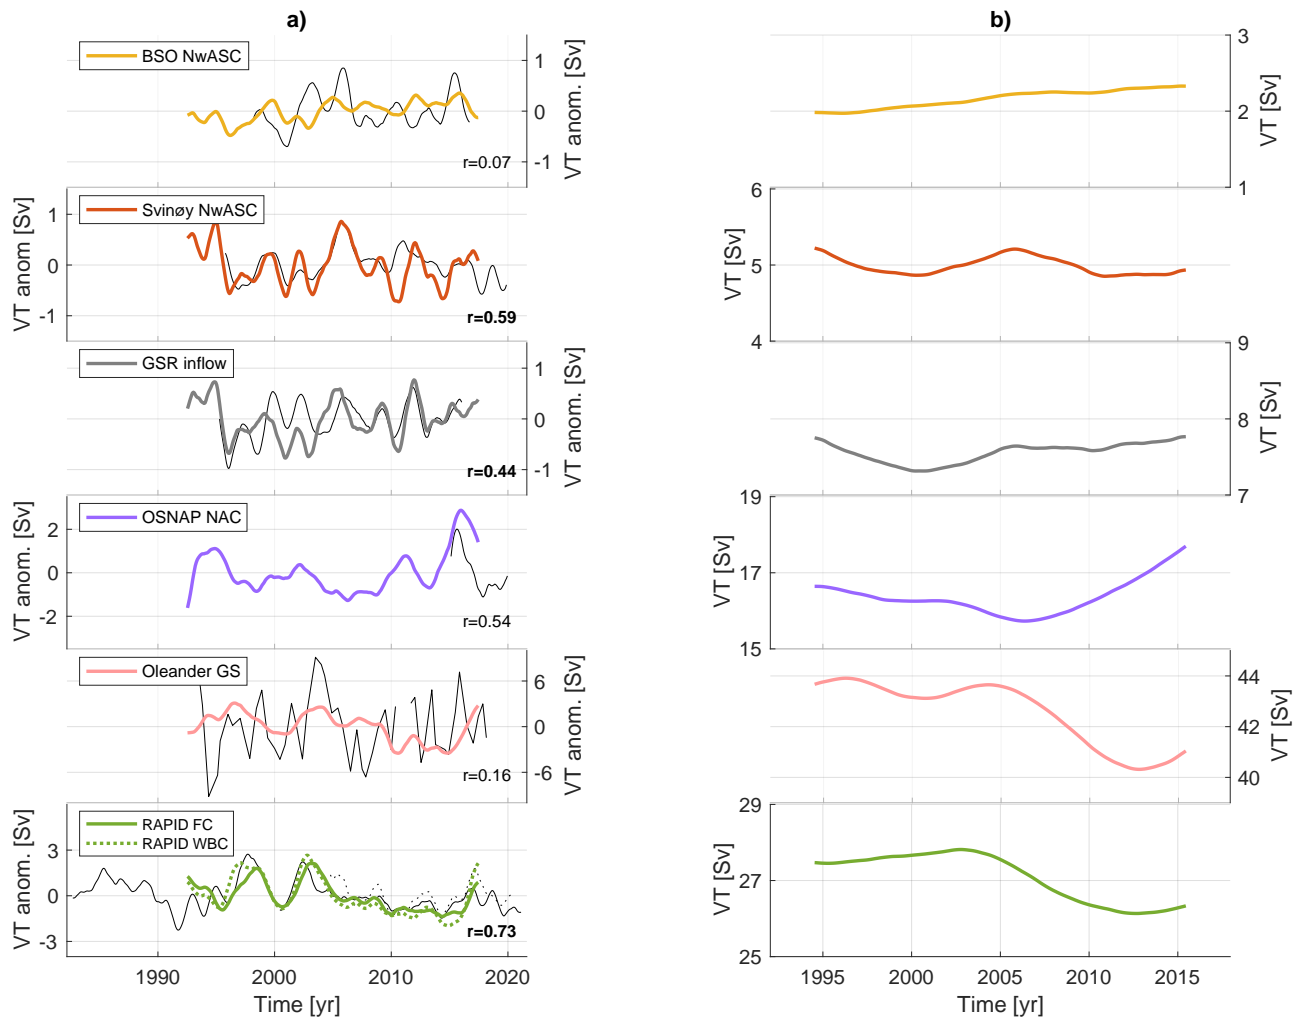 a)
BSO NwASC
1
0
-1
VT anom. [Sv]
r=0.07
Svinøy NwASC
1
0
-1
VT anom [Sv]
r=0.59
GSR inflow
1
0
-1
VT anom. [Sv]
r=0.44
OSNAP NAC
2
0
-2
VT anom. [Sv]
r=0.54
Oleander GS
6
0
-6
VT anom. [Sv]
r=0.16
RAPID FC
RAPID WBC
3
0
-3
VT anom. [Sv]
r=0.73
1990 2000 2010 2020
Time [yr]
b)
3
2
1
VT [Sv]
6
5
4
VT [Sv]
9
8
7
VT [Sv]
19
17
15
VT [Sv]
44
42
40
VT [Sv]
29
27
25
VT [Sv]
1995 2000 2005 2010 2015
Time [yr]